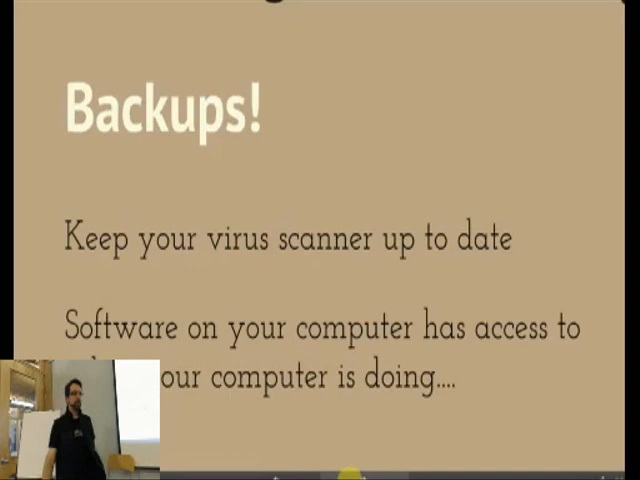 Backups!
Keep your virus scanner up to date
Software on your computer has access to
our computer is doing....